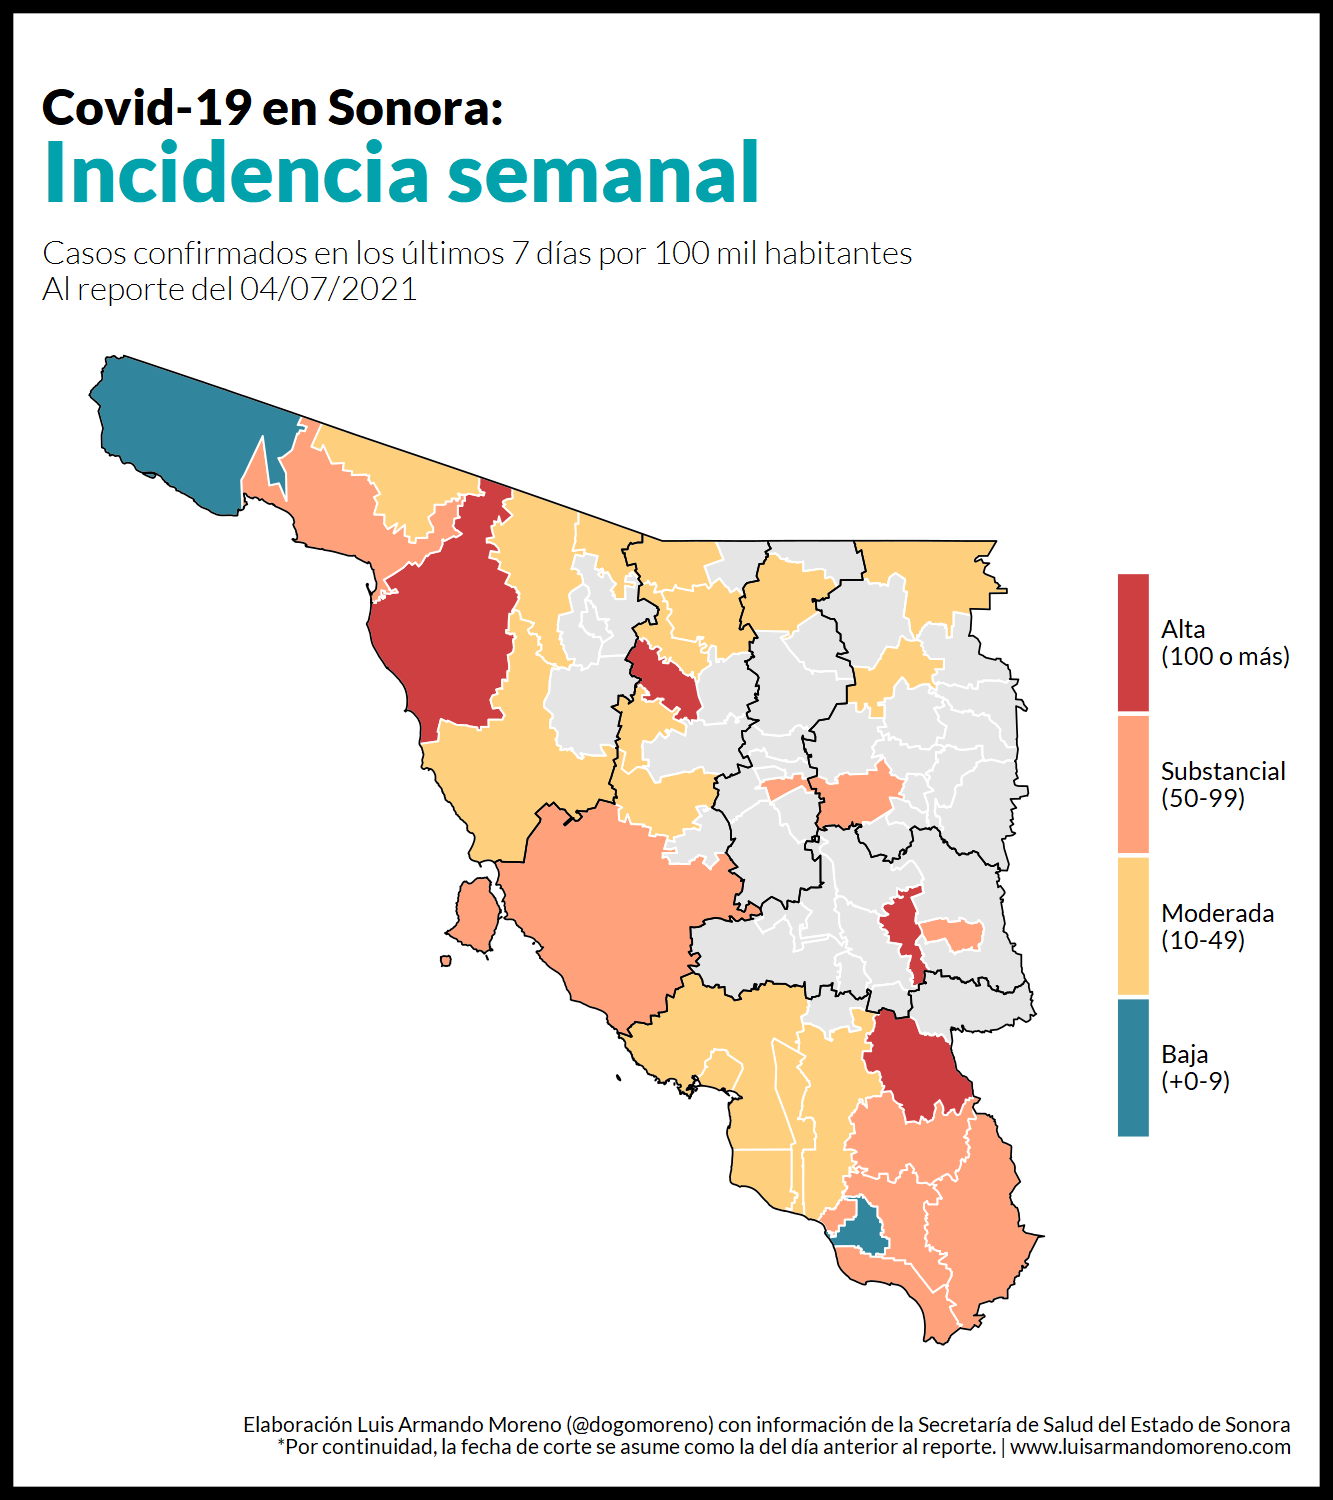 Covid-19 en Sonora:
Incidencia semanal
Casos confirmados en los últimos 7 días por 100 mil habitantes
Al reporte del 04/07/2021
Alta
(100 o más)
Substancial
(50-99)
Moderada
(10-49)
Baja
(+0-9)
Elaboración Luis Armando Moreno (@dogomoreno) con información de la Secretaría de Salud del Estado de Sonora
*Por continuidad, la fecha de corte se asume como la del día anterior al reporte. | www.luisarmandomoreno.com